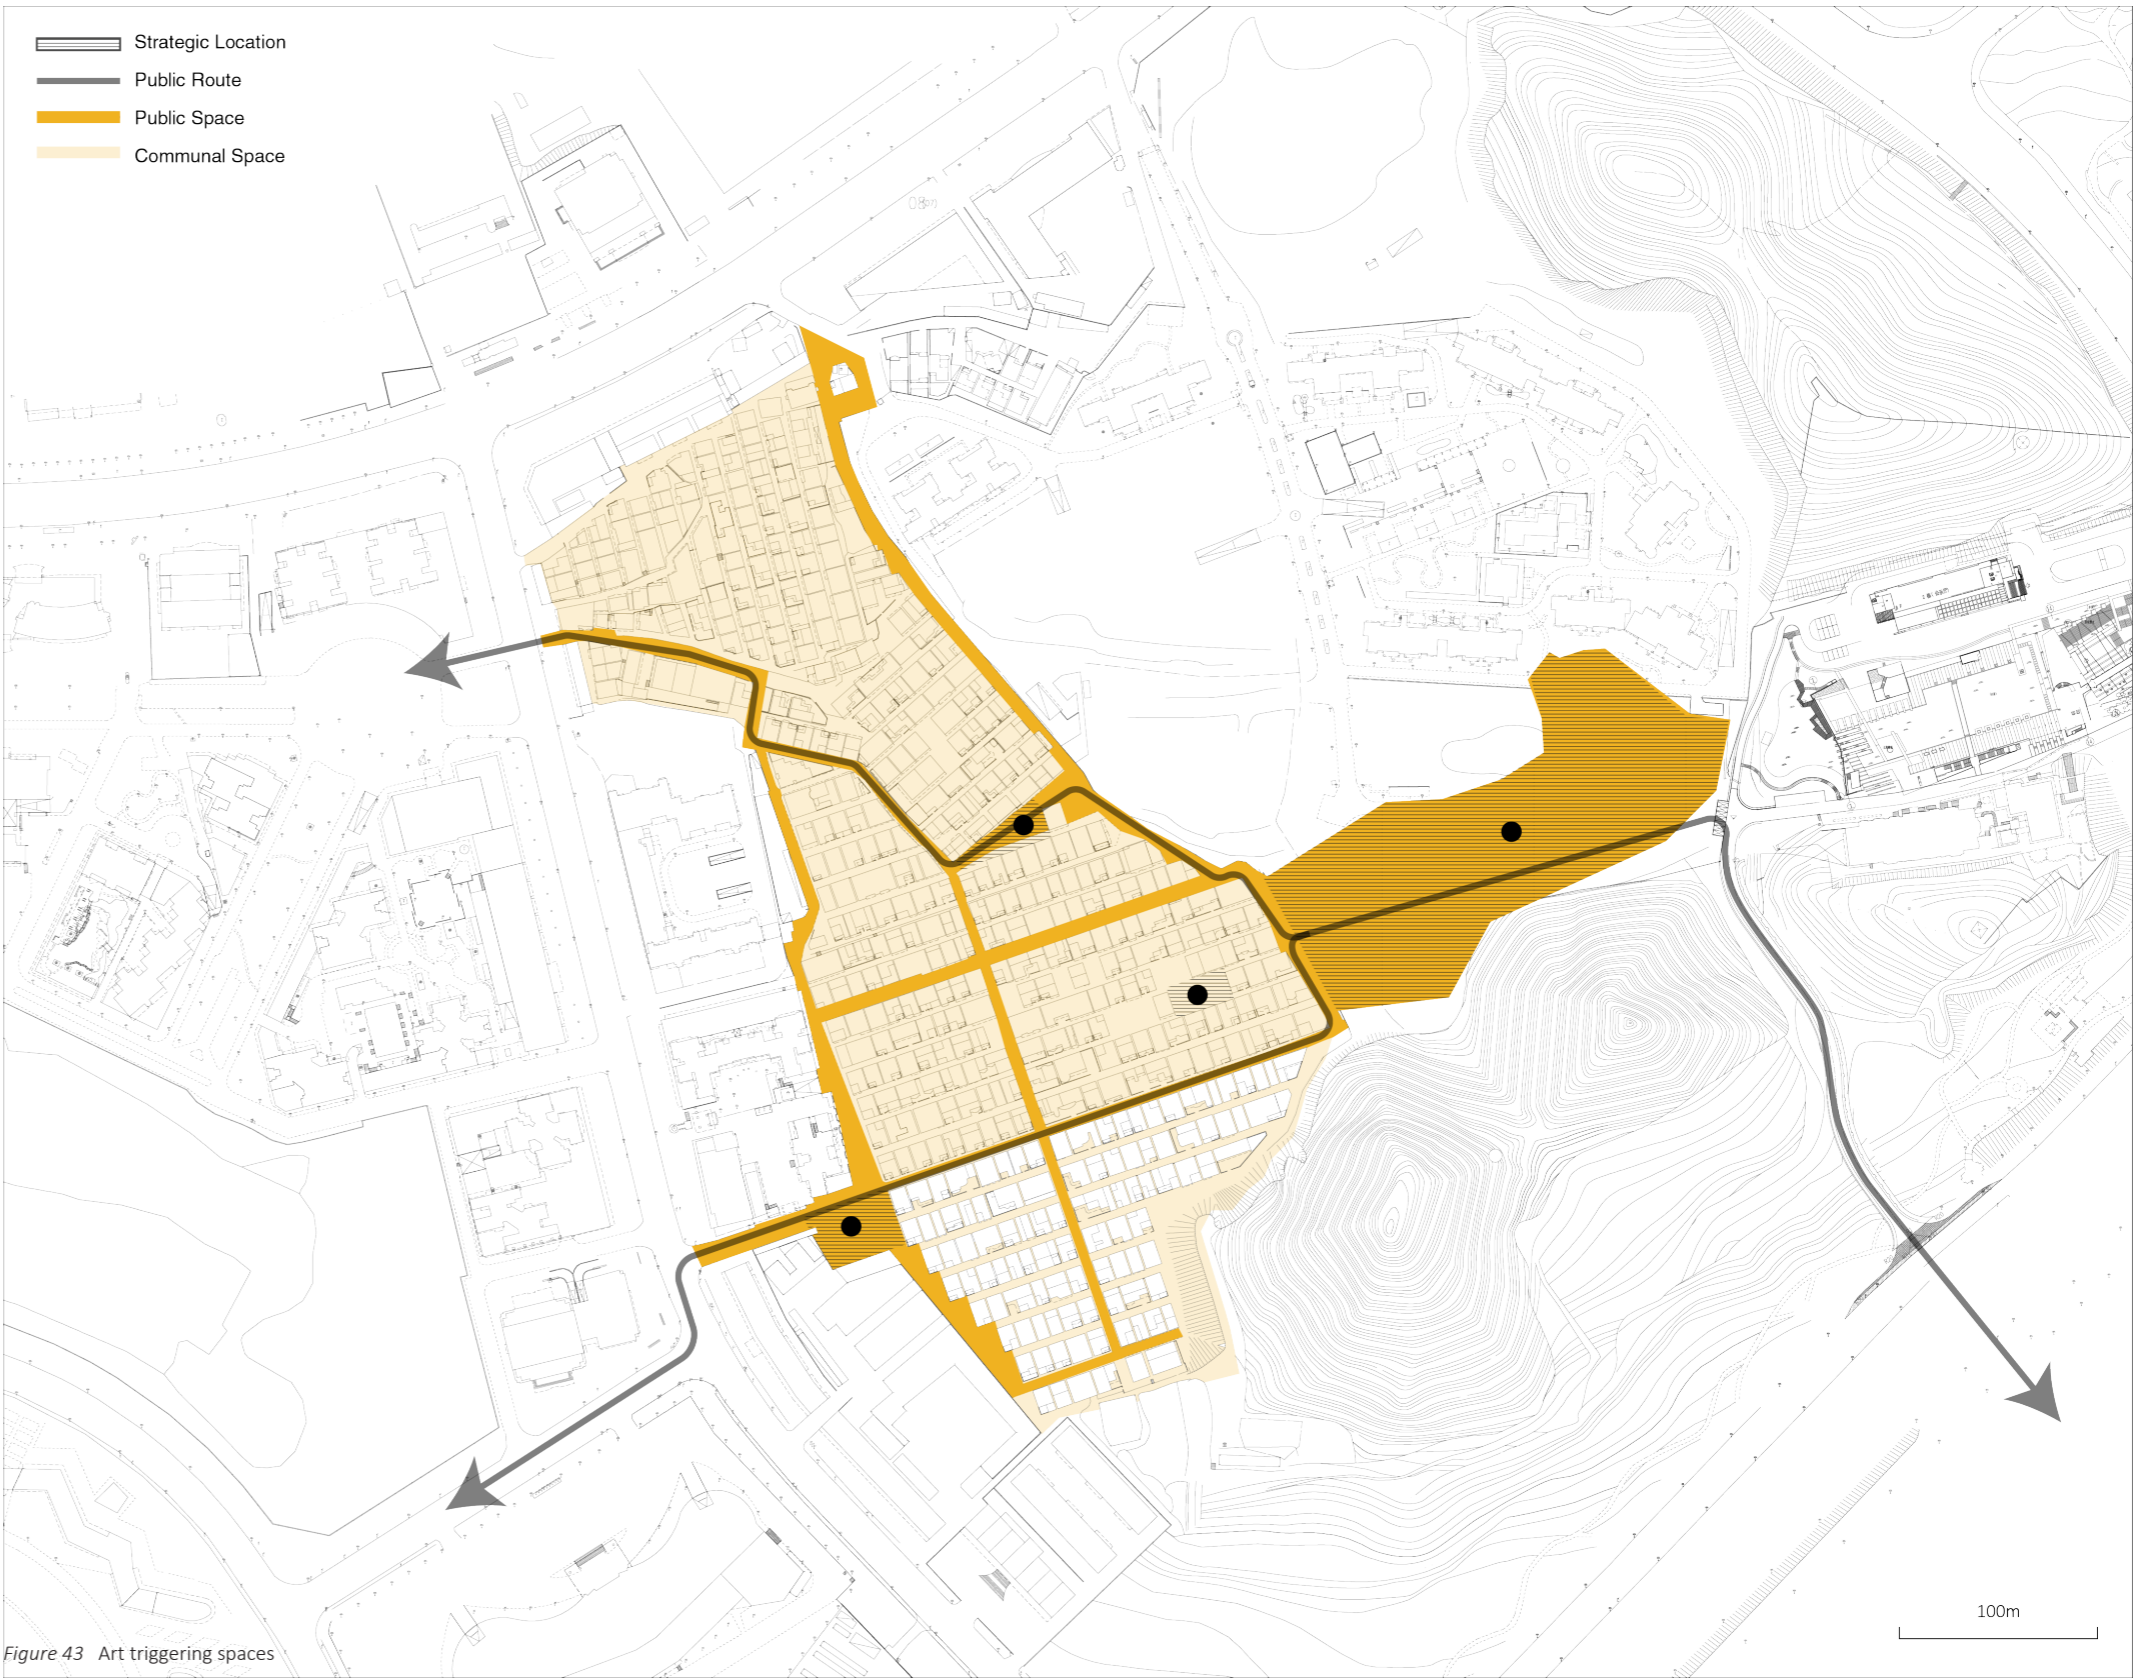 Strategic Location
Public Route
Public Space
Communal Space
100m
Figure 43 Art triggering spaces